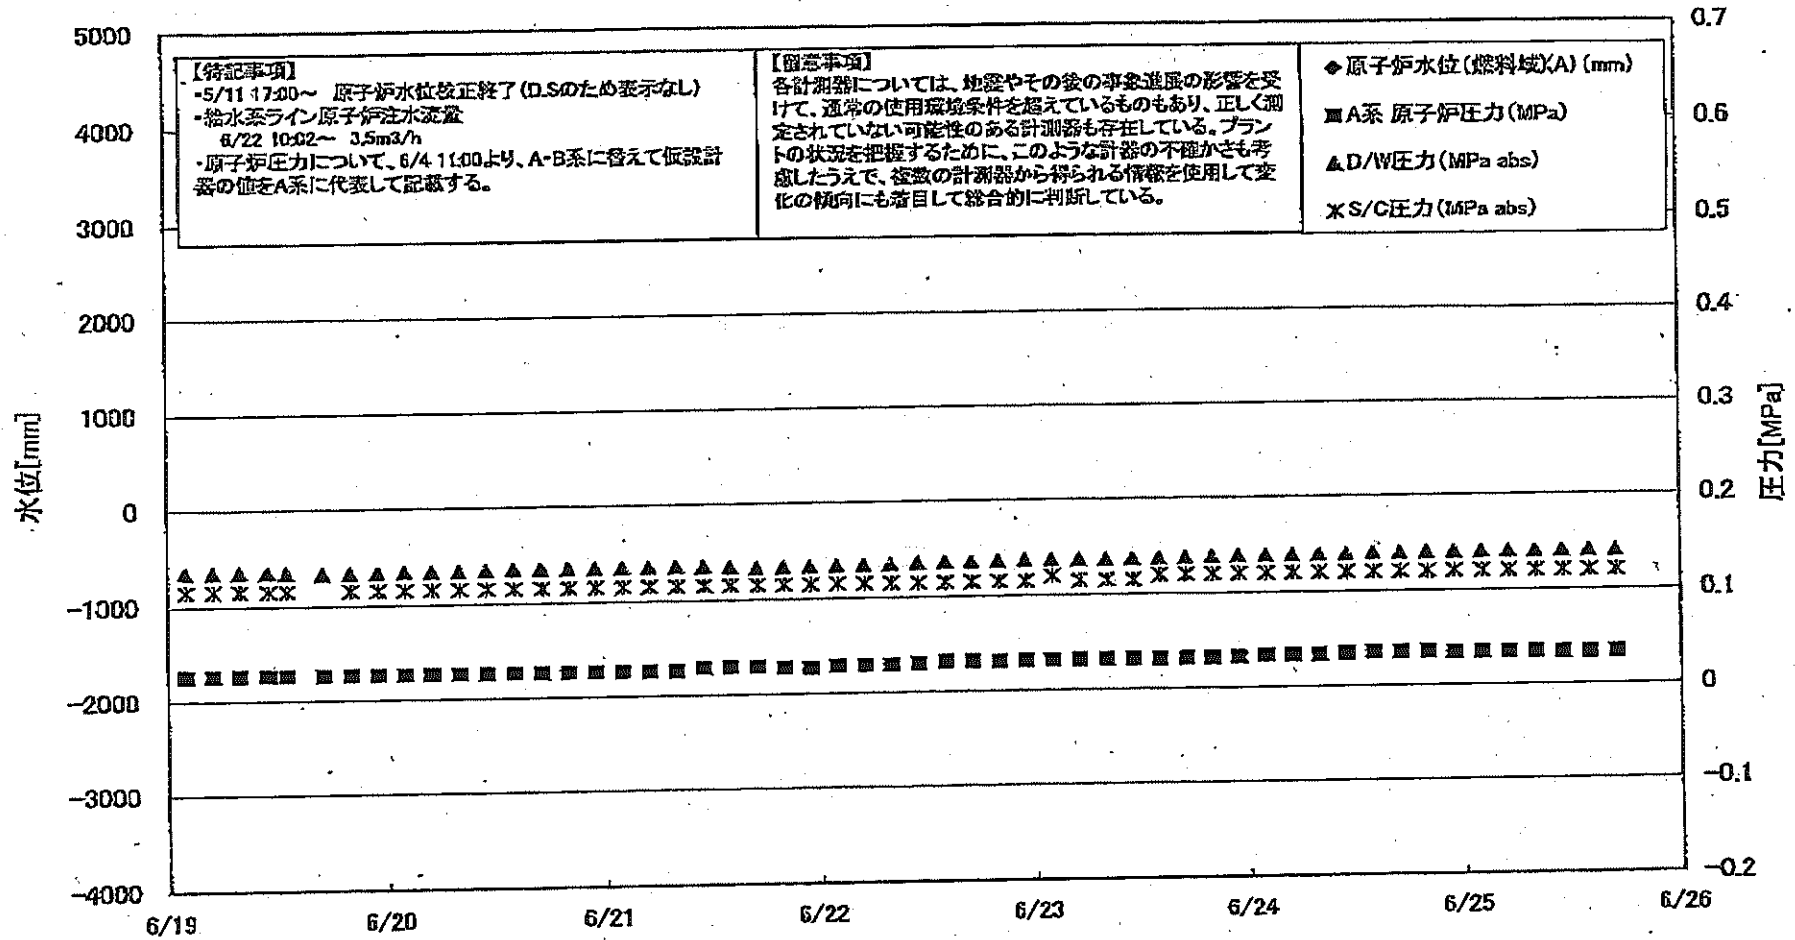 5000
4000
3000
2000
1000
0
-1000
-2000
-3000
-4000
水位[mm]
【特記事項】
・5/11 17:00～ 原子炉水位校正終了(D.Sのため表示なし)
・給水系ライン原子炉注水流量
6/22 10:02～ 3.5m3/h
・原子炉圧力について、6/4 11:00より、A・B系に替えて仮設計
器の値をA系に代表して記載する。
【留意事項】
各計測器については、地震やその後の事象進展の影響を受
けて、通常の使用環境条件を超えているものもあり、正しく測
定されていない可能性のある計測器も存在している。プラン
トの状況を把握するために、このような計器の不確かさも考
慮したうえで、複数の計測器から得られる情報を使用して変
化の傾向にも着目して総合的に判断している。
◆原子炉水位(燃料域)(A)(mm)
■A系 原子炉圧力(MPa)
▲D/W圧力(MPa abs)
＊S/C圧力(MPa abs)
0.7
0.6
0.5
0.4
0.3
0.2
0.1
0
-0.1
-0.2
圧力[MPa]
6/19
6/20
6/21
6/22
6/23
6/24
6/25
6/26